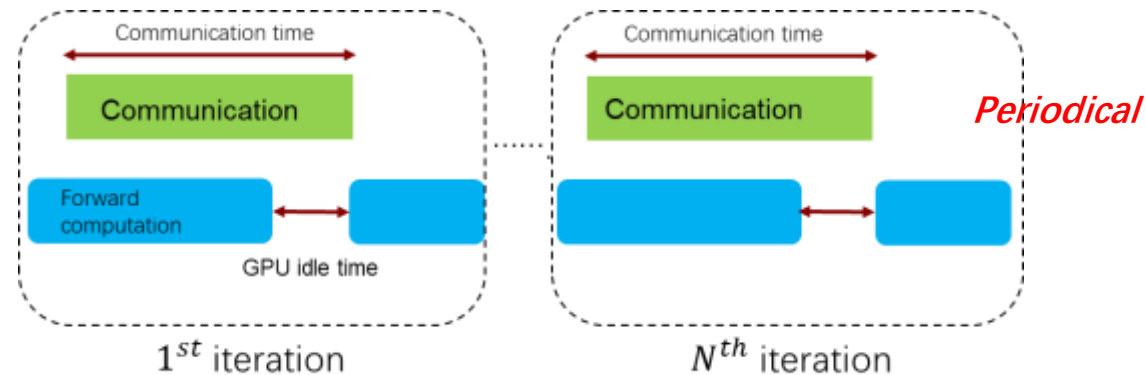 Communication time
Communication
Forward
computation
GPU idle time
1st iteration
Communication time
Communication
Periodical
Nth iteration